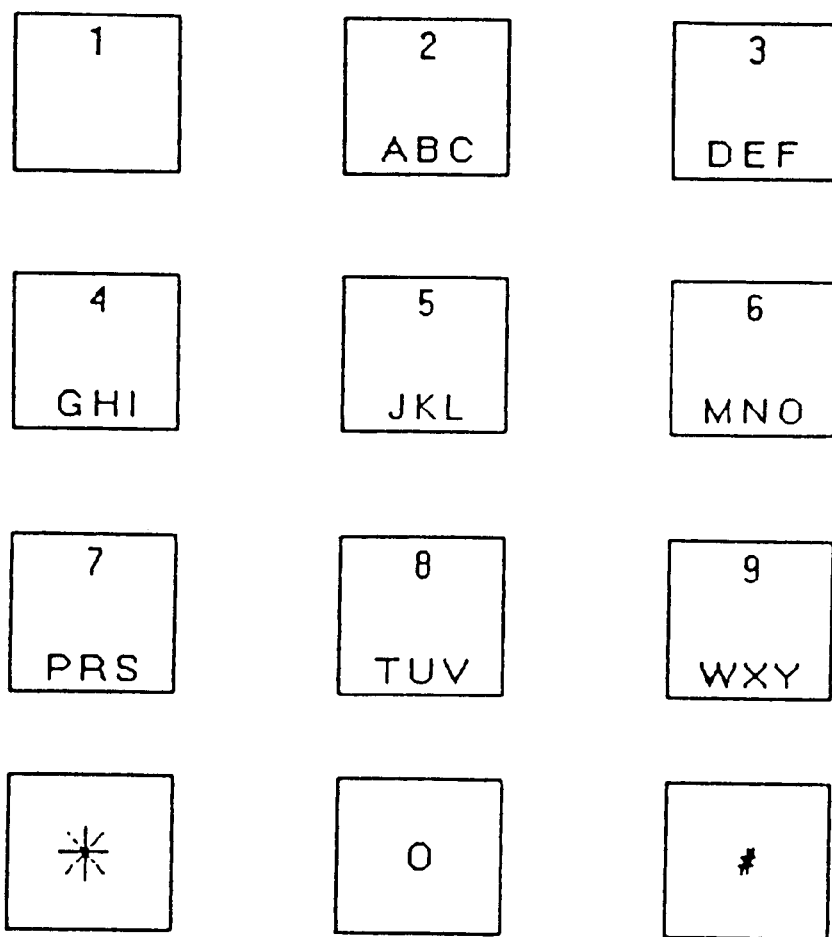 1 2 3
ABC DEF
4 5 6
GHI JKL MNO
7 8 9
PRS TUV WXY
* 0 #